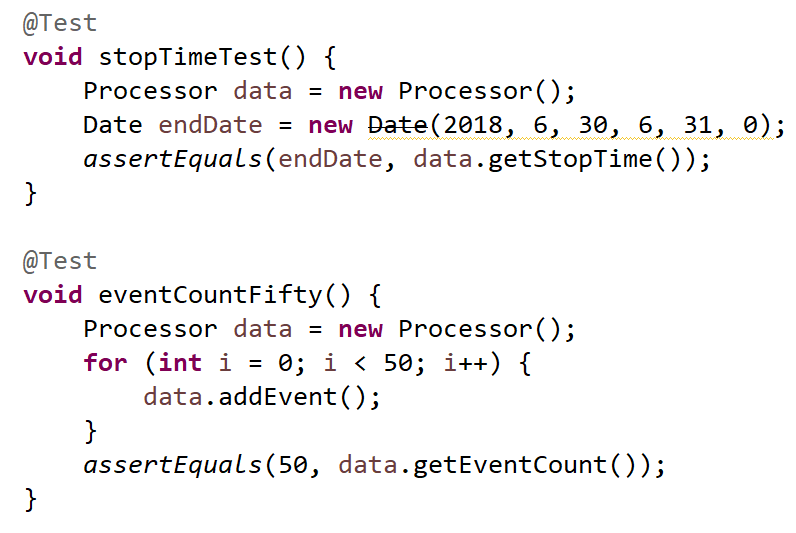 @Test
void stopTimeTest() {
    Processor data = new Processor();
    Date endDate = new Date(2018, 6, 30, 6, 31, 0);
    assertEquals(endDate, data.getStopTime());
}

@Test
void eventCountFifty() {
    Processor data = new Processor();
    for (int i = 0; i < 50; i++) {
        data.addEvent();
    }
    assertEquals(50, data.getEventCount());
}